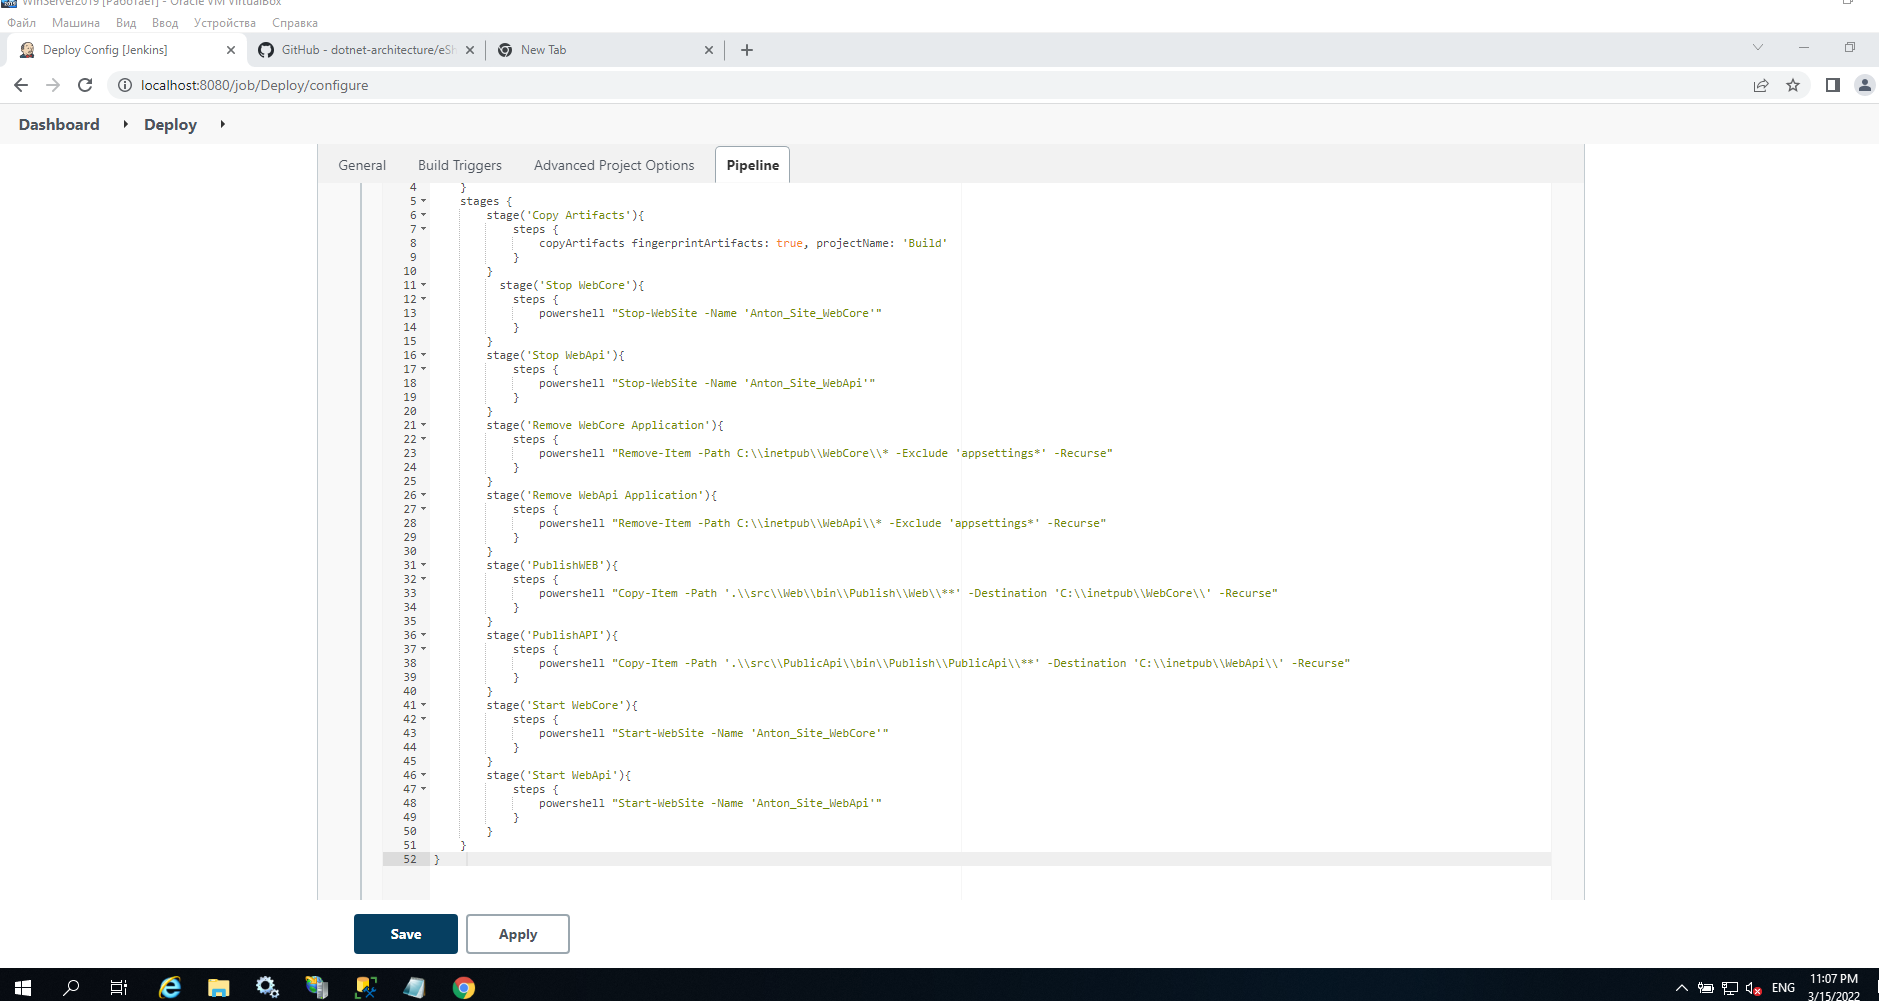 WinServer2019 [Работает] - Oracle VM VirtualBox
Файл Машина Вид Ввод Устройства Справка
Deploy Config [Jenkins]
GitHub - dotnet-architecture/eSh
New Tab
localhost:8080/job/Deploy/configure
Dashboard Deploy
General Build Triggers Advanced Project Options Pipeline
4 }
5 stages {
6 stage('Copy Artifacts'){
7 steps {
8 copyArtifacts fingerprintArtifacts: true, projectName: 'Build'
9 }
10 }
11 stage('Stop WebCore'){
12 steps {
13 powershell "Stop-WebSite -Name 'Anton_Site_WebCore'"
14 }
15 }
16 stage('Stop WebApi'){
17 steps {
18 powershell "Stop-WebSite -Name 'Anton_Site_WebApi'"
19 }
20 }
21 stage('Remove WebCore Application'){
22 steps {
23 powershell "Remove-Item -Path C:\\inetpub\\WebCore\\* -Exclude 'appsettings*' -Recurse"
24 }
25 }
26 stage('Remove WebApi Application'){
27 steps {
28 powershell "Remove-Item -Path C:\\inetpub\\WebApi\\* -Exclude 'appsettings*' -Recurse"
29 }
30 }
31 stage('PublishWEB'){
32 steps {
33 powershell "Copy-Item -Path '.\\src\\Web\\bin\\Publish\\Web\\**' -Destination 'C:\\inetpub\\WebCore\\' -Recurse"
34 }
35 }
36 stage('PublishAPI'){
37 steps {
38 powershell "Copy-Item -Path '.\\src\\PublicApi\\bin\\Publish\\PublicApi\\**' -Destination 'C:\\inetpub\\WebApi\\' -Recurse"
39 }
40 }
41 stage('Start WebCore'){
42 steps {
43 powershell "Start-WebSite -Name 'Anton_Site_WebCore'"
44 }
45 }
46 stage('Start WebApi'){
47 steps {
48 powershell "Start-WebSite -Name 'Anton_Site_WebApi'"
49 }
50 }
51 }
52 }
Save Apply
ENG
11:07 PM
3/15/2022